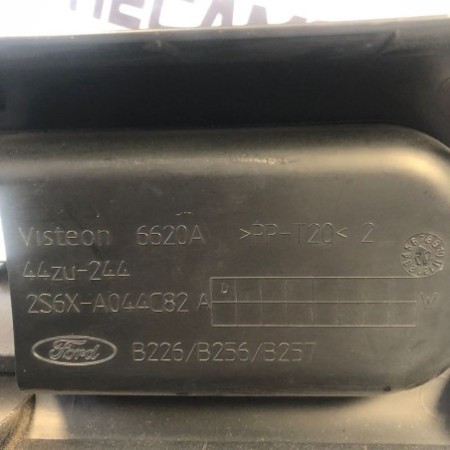 Visteon 6620A >PP-T20< 2
44zu-244
2S6X-A044C82 A D W
Ford B226/B256/B257